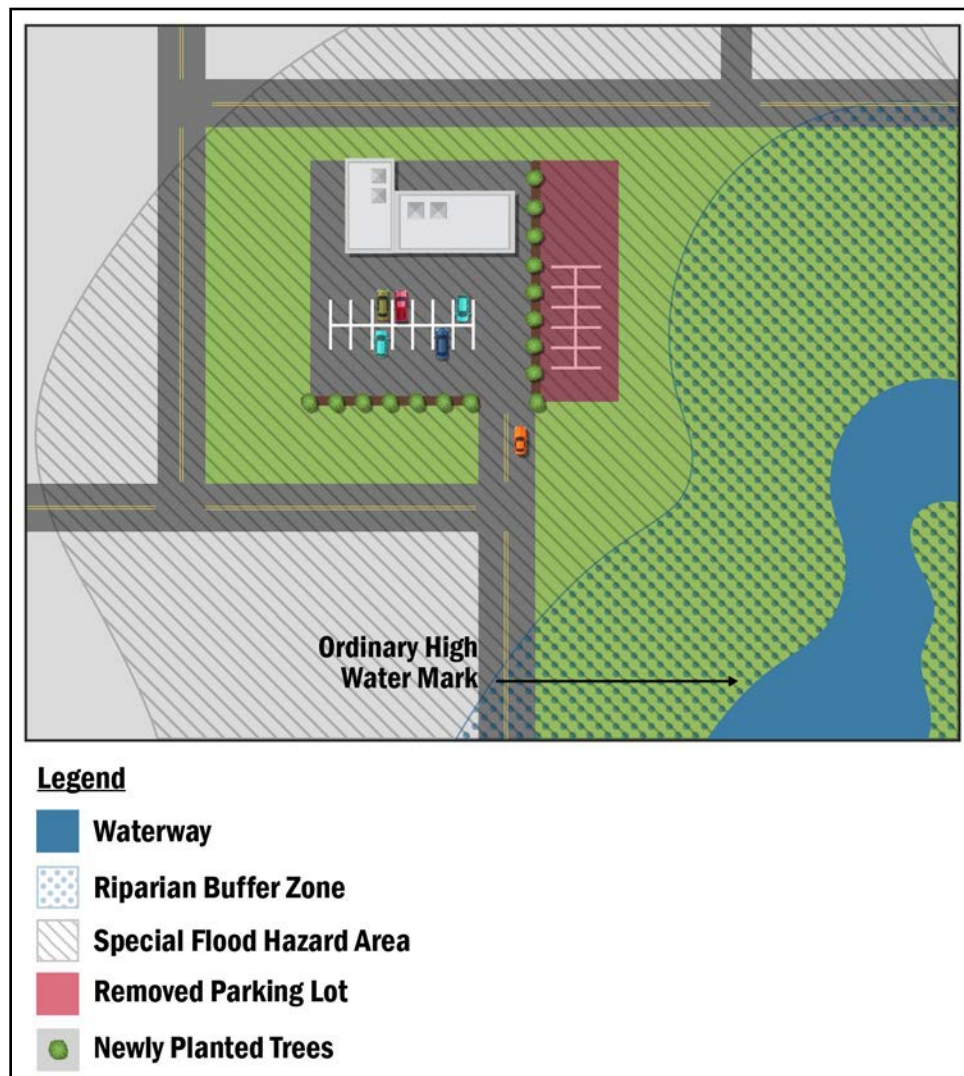 Ordinary High
Water Mark
Legend
Waterway
Riparian Buffer Zone
Special Flood Hazard Area
Removed Parking Lot
Newly Planted Trees